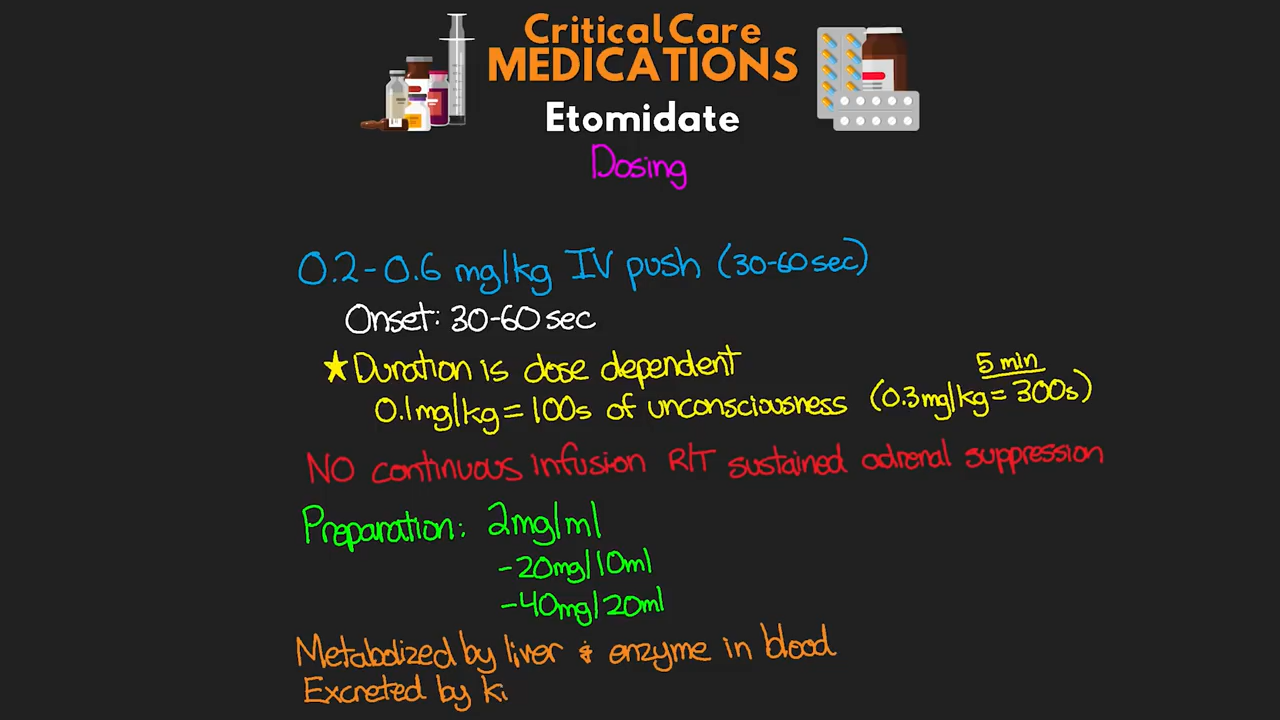 Critical Care
MEDICATIONS
Etomidate
Dosing
0.2-0.6 mg/kg IV push (30-60 sec)
Onset: 30-60 sec
★Duration is dose dependent
5 min
0.1mg/kg = 100s of unconsciousness (0.3mg/kg = 300s)
NO continuous infusion R/T sustained adrenal suppression
Preparation: 2mg/ml
-20mg/10ml
-40mg/20ml
Metabolized by liver & enzyme in blood
Excreted by ki